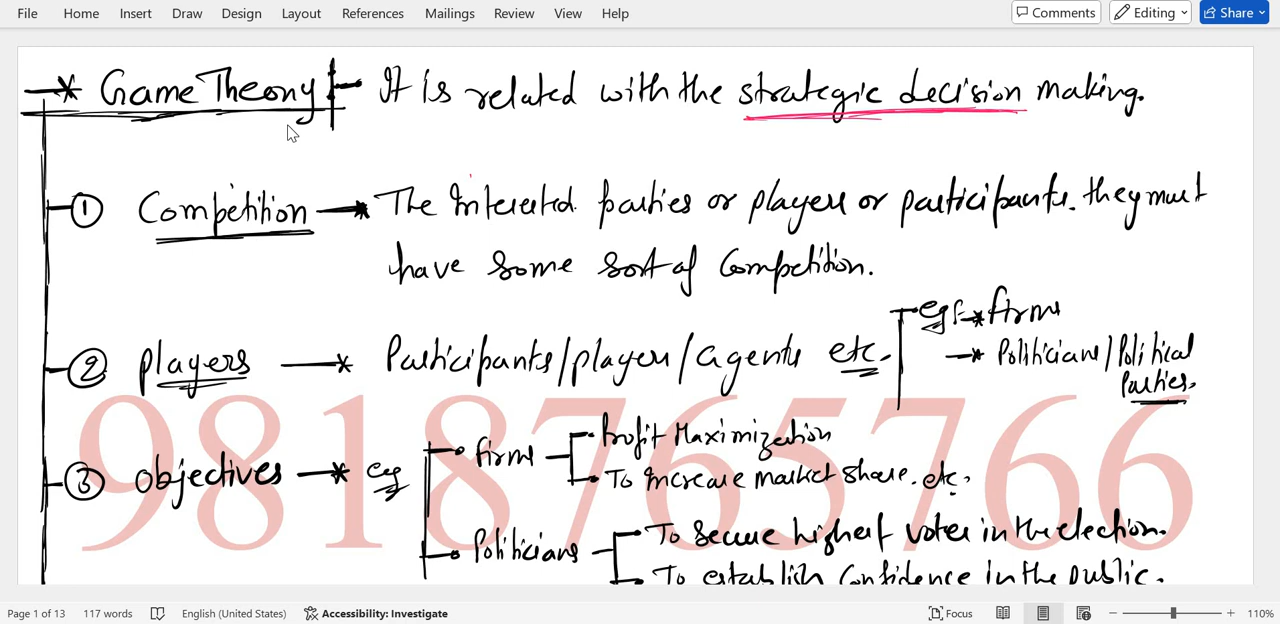 File Home Insert Draw Design Layout References Mailings Review View Help Comments Editing Share
Game Theory It is related with the strategic decision making.
① Competition → The interested parties or players or participants. they must
have some sort of Competition.
② players → Participants/players/agents etc.
eg → firms
→ Politicians/Political
Parties.
9818765766
③ objectives → eg
firms
Profit Maximization
To increase market share. etc.
Politicians
To secure highest votes in the election.
To establish Confidence in the public.
Page 1 of 13 117 words English (United States) Accessibility: Investigate Focus 110%